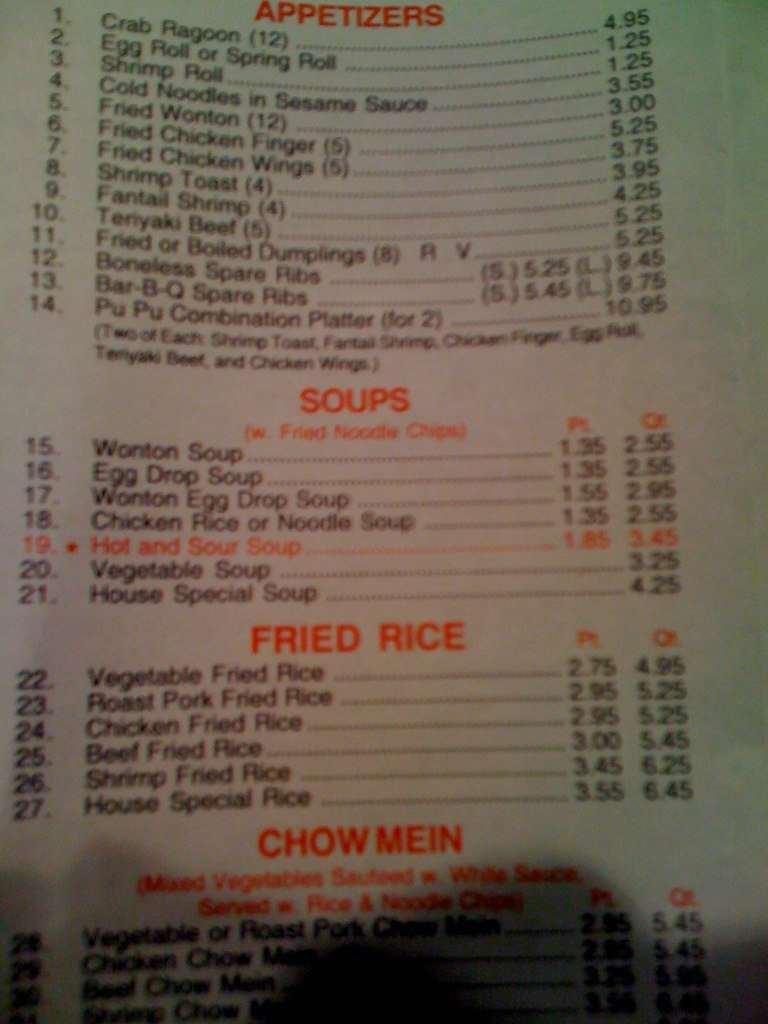 APPETIZERS
1. Crab Ragoon (12) 4.95
2. Egg Roll or Spring Roll 1.25
3. Shrimp Roll 1.25
4. Cold Noodles in Sesame Sauce 3.55
5. Fried Wonton (12) 3.00
6. Fried Chicken Finger (5) 5.25
7. Fried Chicken Wings (5) 3.75
8. Shrimp Toast (4) 3.95
9. Fantail Shrimp (4) 4.25
10. Teriyaki Beef (5) 5.25
11. Fried or Boiled Dumplings (8) R V 5.25
12. Boneless Spare Ribs (S.) 5.25 (L.) 9.45
13. Bar-B-Q Spare Ribs (S.) 5.45 (L.) 9.75
14. Pu Pu Combination Platter (for 2) 10.95
(Two of Each: Shrimp Toast, Fantail Shrimp, Chicken Finger, Egg Roll,
Teriyaki Beef, and Chicken Wings.)
SOUPS
(w. Fried Noodle Chips) Pt. Qt.
15. Wonton Soup 1.35 2.55
16. Egg Drop Soup 1.35 2.55
17. Wonton Egg Drop Soup 1.55 2.95
18. Chicken Rice or Noodle Soup 1.35 2.55
19. ★ Hot and Sour Soup 1.85 3.45
20. Vegetable Soup 3.25
21. House Special Soup 4.25
FRIED RICE Pt. Qt.
22. Vegetable Fried Rice 2.75 4.95
23. Roast Pork Fried Rice 2.95 5.25
24. Chicken Fried Rice 2.95 5.25
25. Beef Fried Rice 3.00 5.45
26. Shrimp Fried Rice 3.45 6.25
27. House Special Rice 3.55 6.45
CHOW MEIN
(Mixed Vegetables Sauteed w. White Sauce,
Served w. Rice & Noodle Chips) Pt. Qt.
28. Vegetable or Roast Pork Chow Mein 2.95 5.45
29. Chicken Chow 2.95 5.45
30. Beef Chow Mein 3.25 5.95
Shrimp Chow 6.45